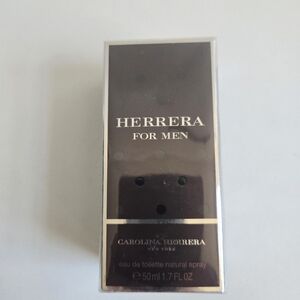 HERRERA
FOR MEN
CAROLINA HERRERA
NEW YORK
eau de toilette natural spray
℮50ml 1.7 FL OZ